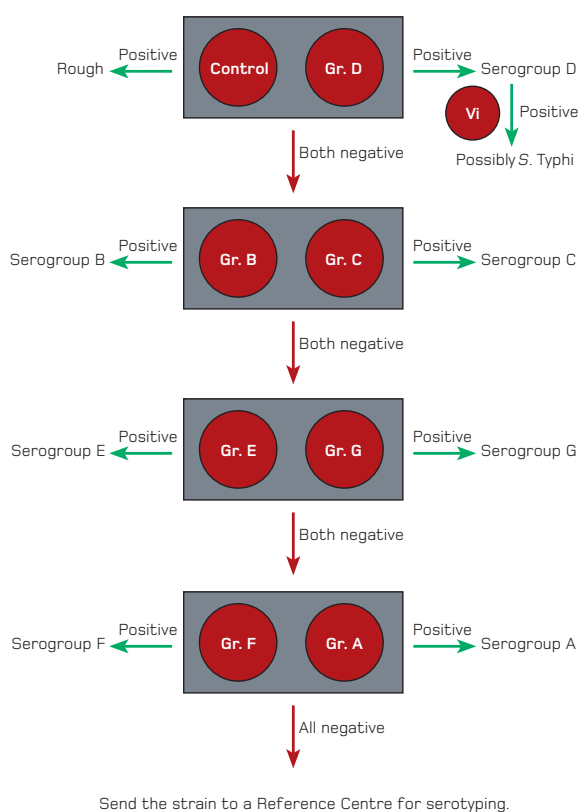 Positive
Rough
Control
Gr. D
Positive
Serogroup D
Vi
Positive
Possibly S. Typhi
Both negative
Positive
Serogroup B
Gr. B
Gr. C
Positive
Serogroup C
Both negative
Positive
Serogroup E
Gr. E
Gr. G
Positive
Serogroup G
Both negative
Positive
Serogroup F
Gr. F
Gr. A
Positive
Serogroup A
All negative
Send the strain to a Reference Centre for serotyping.